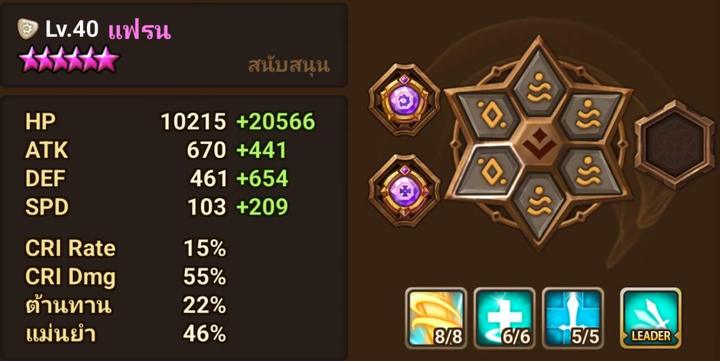 Lv.40 แฟรน
สนับสนุน
HP 10215 +20566
ATK 670 +441
DEF 461 +654
SPD 103 +209
CRI Rate 15%
CRI Dmg 55%
ต้านทาน 22%
แม่นยำ 46%
8/8 6/6 5/5 LEADER